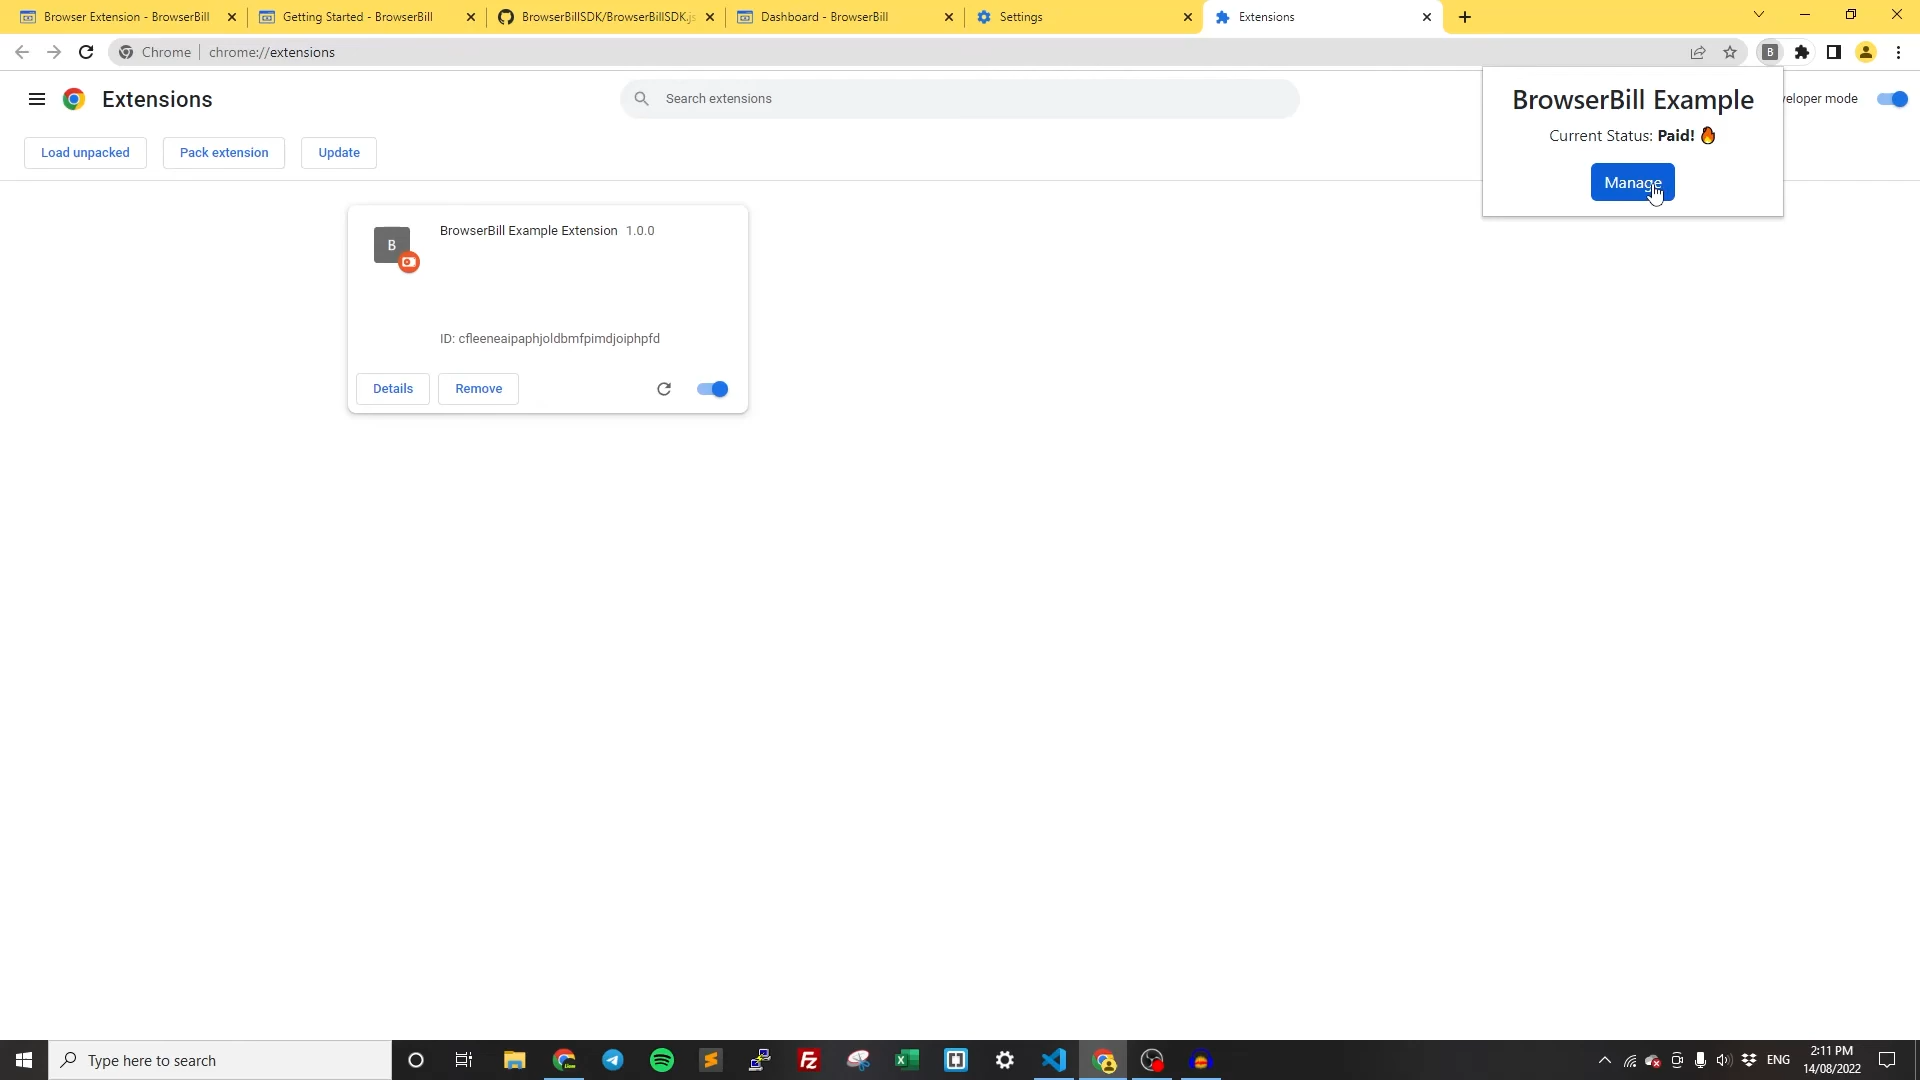 Browser Extension - BrowserBill
Getting Started - BrowserBill
BrowserBillSDK/BrowserBillSDK.js
Dashboard - BrowserBill
Settings
Extensions
Chrome
chrome://extensions
B
Extensions
Search extensions
veloper mode
BrowserBill Example
Current Status: Paid! 🔥
Manage
Load unpacked
Pack extension
Update
B
BrowserBill Example Extension 1.0.0
ID: cfleeneaipaphjoldbmfpimdjoiphpfd
Details
Remove
Type here to search
ENG
2:11 PM
14/08/2022